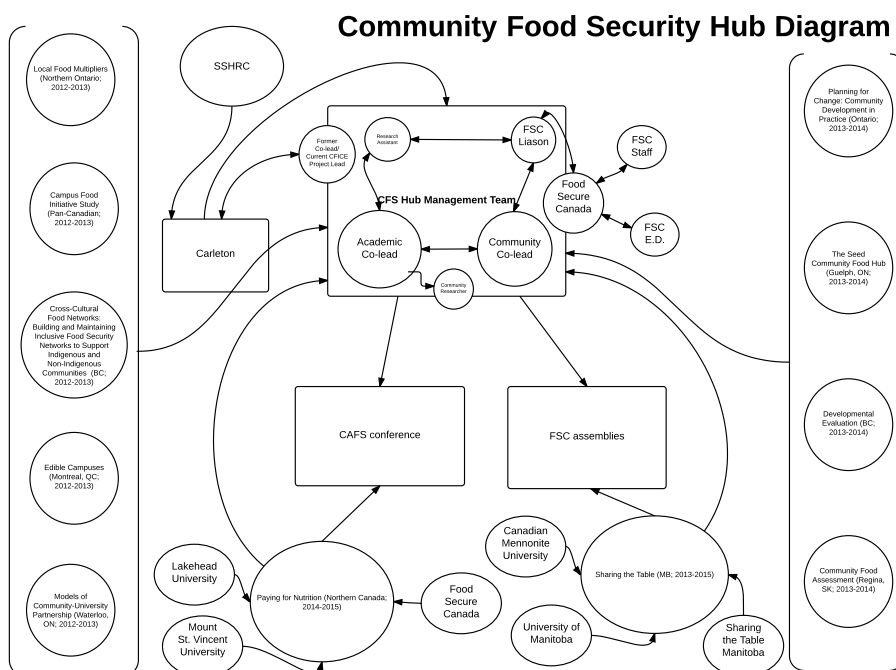 Community Food Security Hub Diagram
Local Food Multipliers
(Northern Ontario;
2012-2013)
Campus Food
Initiative Study
(Pan-Canadian;
2012-2013)
Cross-Cultural
Food Networks:
Building and Maintaining
Inclusive Food Security
Networks to Support
Indigenous and
Non-Indigenous
Communities (BC;
2012-2013)
Edible Campuses
(Montreal, QC;
2012-2013)
Models of
Community-University
Partnership (Waterloo,
ON; 2012-2013)
SSHRC
Carleton
Former
Co-lead/
Current CFICE
Project Lead
Research
Assistant
FSC
Liason
CFS Hub Management Team
Academic
Co-lead
Community
Co-lead
Community
Researcher
Food
Secure
Canada
FSC
Staff
FSC
E.D.
CAFS conference
FSC assemblies
Lakehead
University
Mount
St. Vincent
University
Paying for Nutrition (Northern Canada;
2014-2015)
Food
Secure
Canada
Canadian
Mennonite
University
University of
Manitoba
Sharing the Table (MB; 2013-2015)
Sharing
the Table
Manitoba
Planning for
Change: Community
Development in
Practice (Ontario;
2013-2014)
The Seed
Community Food Hub
(Guelph, ON;
2013-2014)
Developmental
Evaluation (BC;
2013-2014)
Community Food
Assessment (Regina,
SK; 2013-2014)